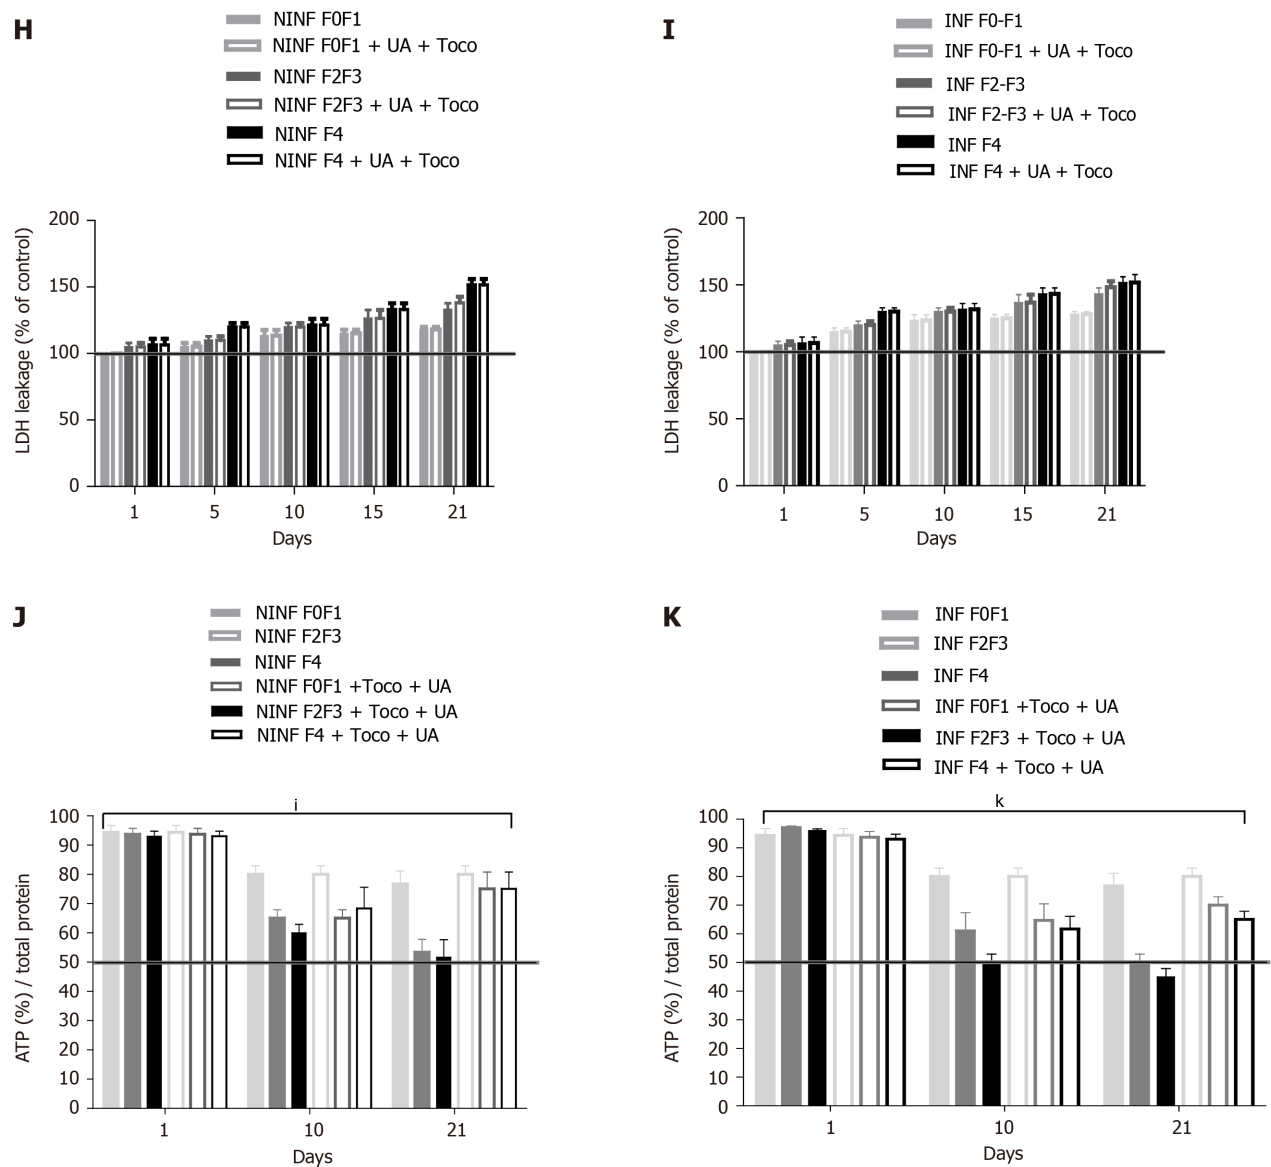 H
NINF F0F1
NINF F0F1 + UA + Toco
NINF F2F3
NINF F2F3 + UA + Toco
NINF F4
NINF F4 + UA + Toco
LDH leakage (% of control)
200
150
100
50
0
1 5 10 15 21
Days
I
INF F0-F1
INF F0-F1 + UA + Toco
INF F2-F3
INF F2-F3 + UA + Toco
INF F4
INF F4 + UA + Toco
LDH leakage (% of control)
200
150
100
50
0
1 5 10 15 21
Days
J
NINF F0F1
NINF F2F3
NINF F4
NINF F0F1 +Toco + UA
NINF F2F3 + Toco + UA
NINF F4 + Toco + UA
i
ATP (%) / total protein
100
90
80
70
60
50
40
30
20
10
0
1 10 21
Days
K
INF F0F1
INF F2F3
INF F4
INF F0F1 +Toco + UA
INF F2F3 + Toco + UA
INF F4 + Toco + UA
k
ATP (%) / total protein
100
90
80
70
60
50
40
30
20
10
0
1 10 21
Days